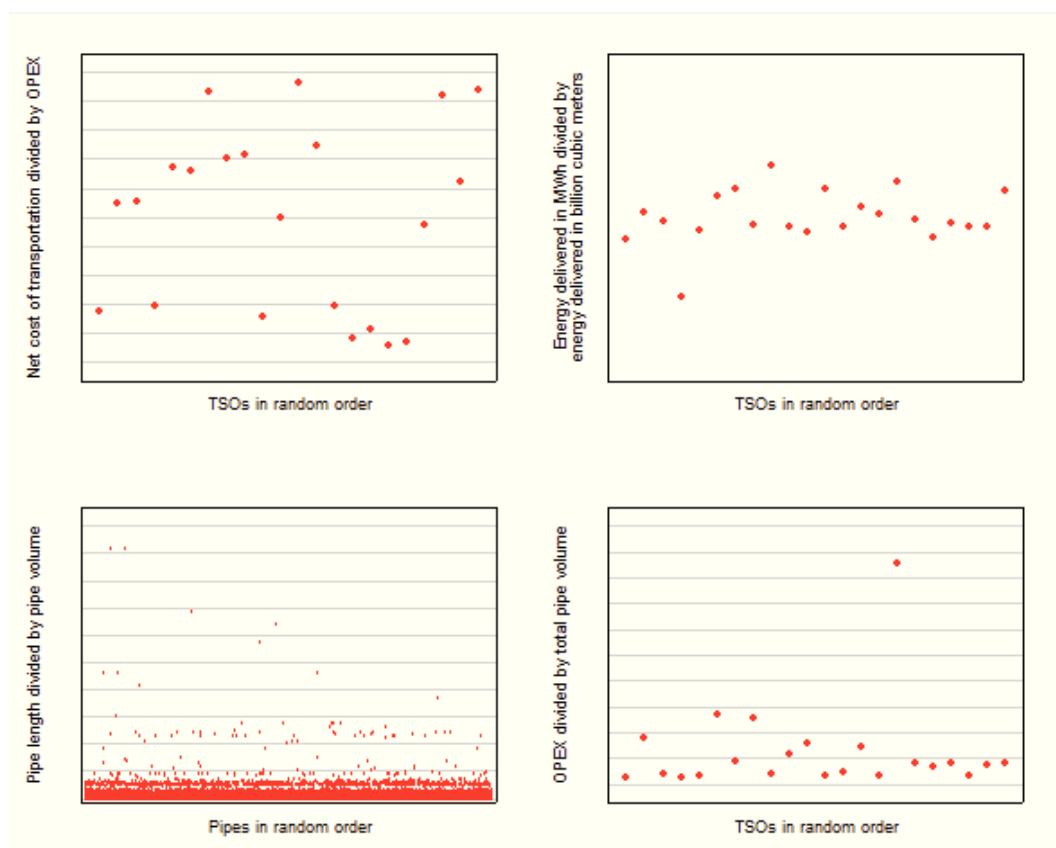 Net cost of transportation divided by OPEX
TSOs in random order
Energy delivered in MWh divided by
energy delivered in billion cubic meters
TSOs in random order
Pipe length divided by pipe volume
Pipes in random order
OPEX divided by total pipe volume
TSOs in random order